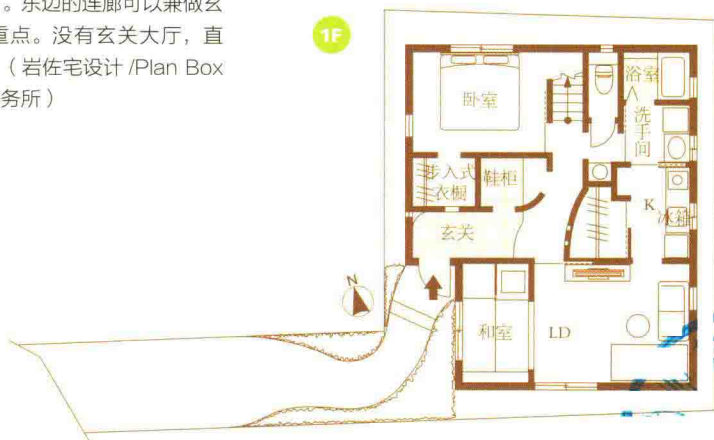 。东边的连廊可以兼做玄
重点。没有玄关大厅，直
（岩佐宅设计 /Plan Box
务所）
1F
卧室
浴室
洗手间
步入式
衣橱
鞋柜
K
冰箱
玄关
N
和室
LD